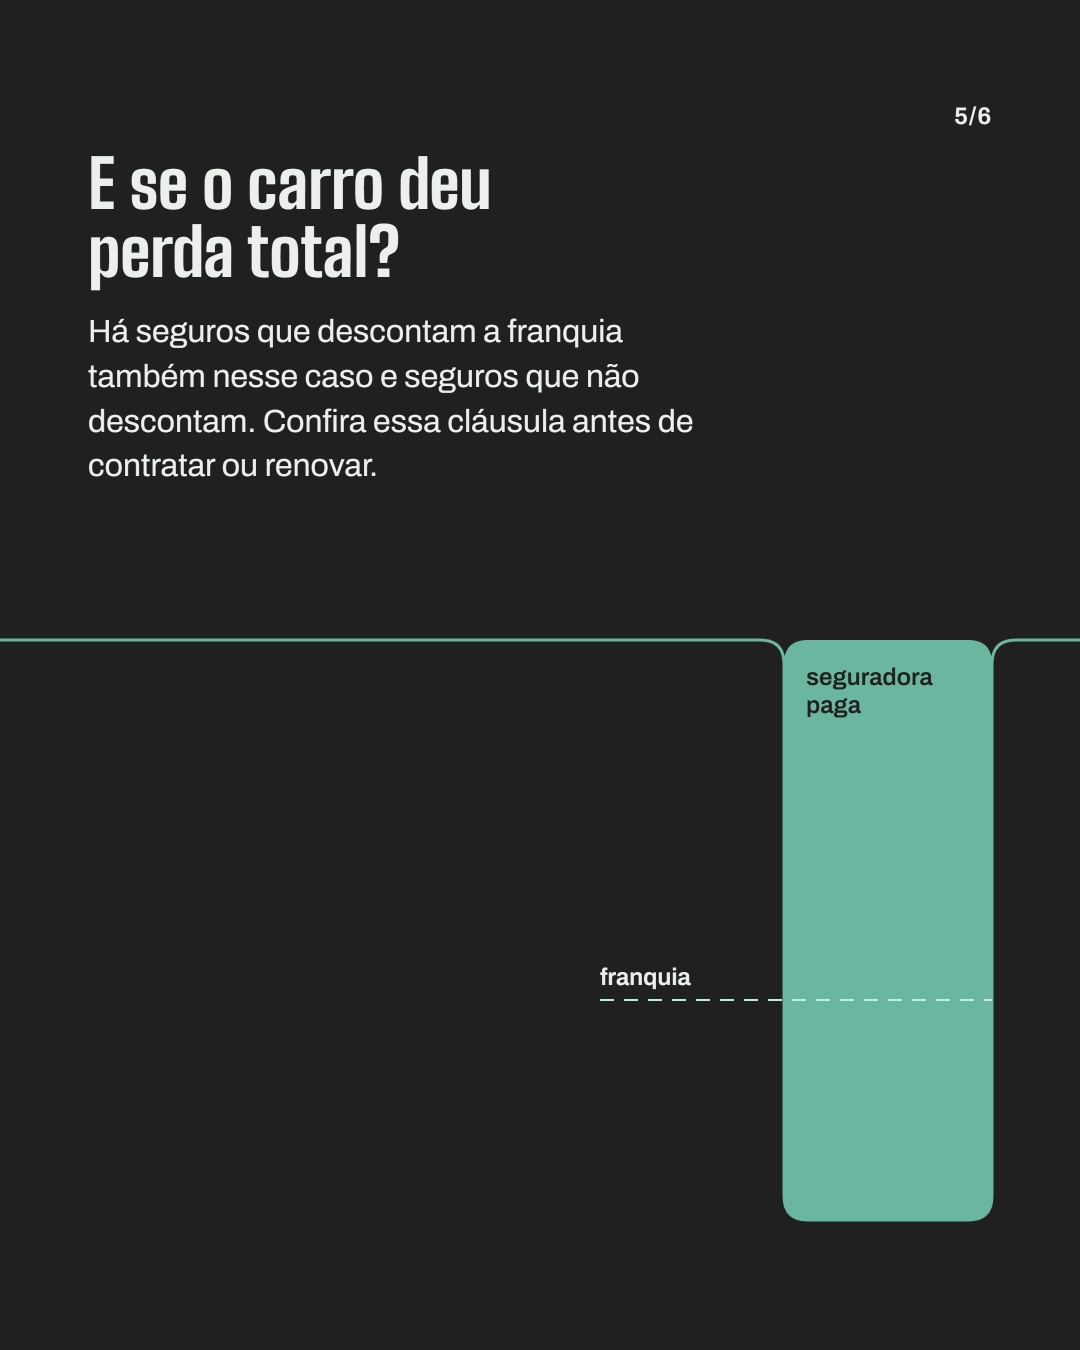 5/6
E se o carro deu
perda total?
Há seguros que descontam a franquia
também nesse caso e seguros que não
descontam. Confira essa cláusula antes de
contratar ou renovar.
seguradora
paga
franquia